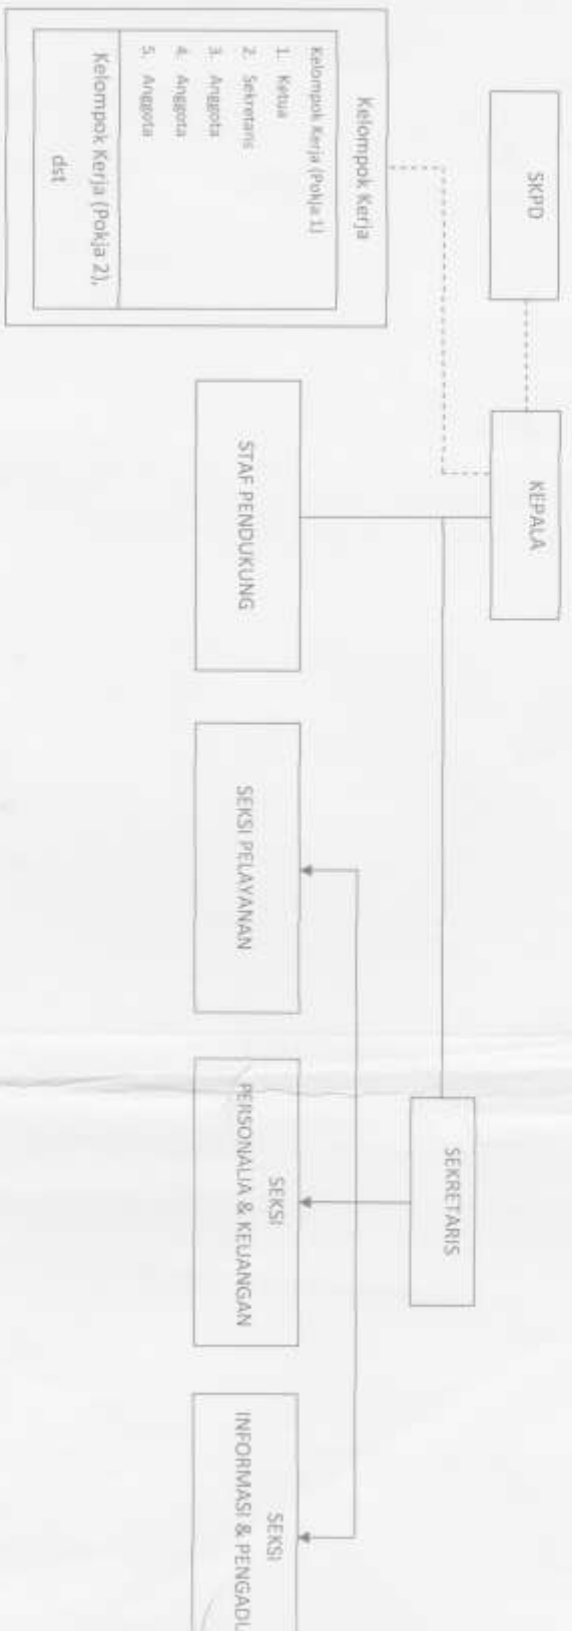 SKPD
KEPALA
SEKRETARIS
Kelompok Kerja
Kelompok Kerja (Pokja 1)
1. Ketua
2. Sekretaris
3. Anggota
4. Anggota
5. Anggota
Kelompok Kerja (Pokja 2),
dst
STAF PENDUKUNG
SEKSI PELAYANAN
SEKSI
PERSONALIA & KEUANGAN
SEKSI
INFORMASI &